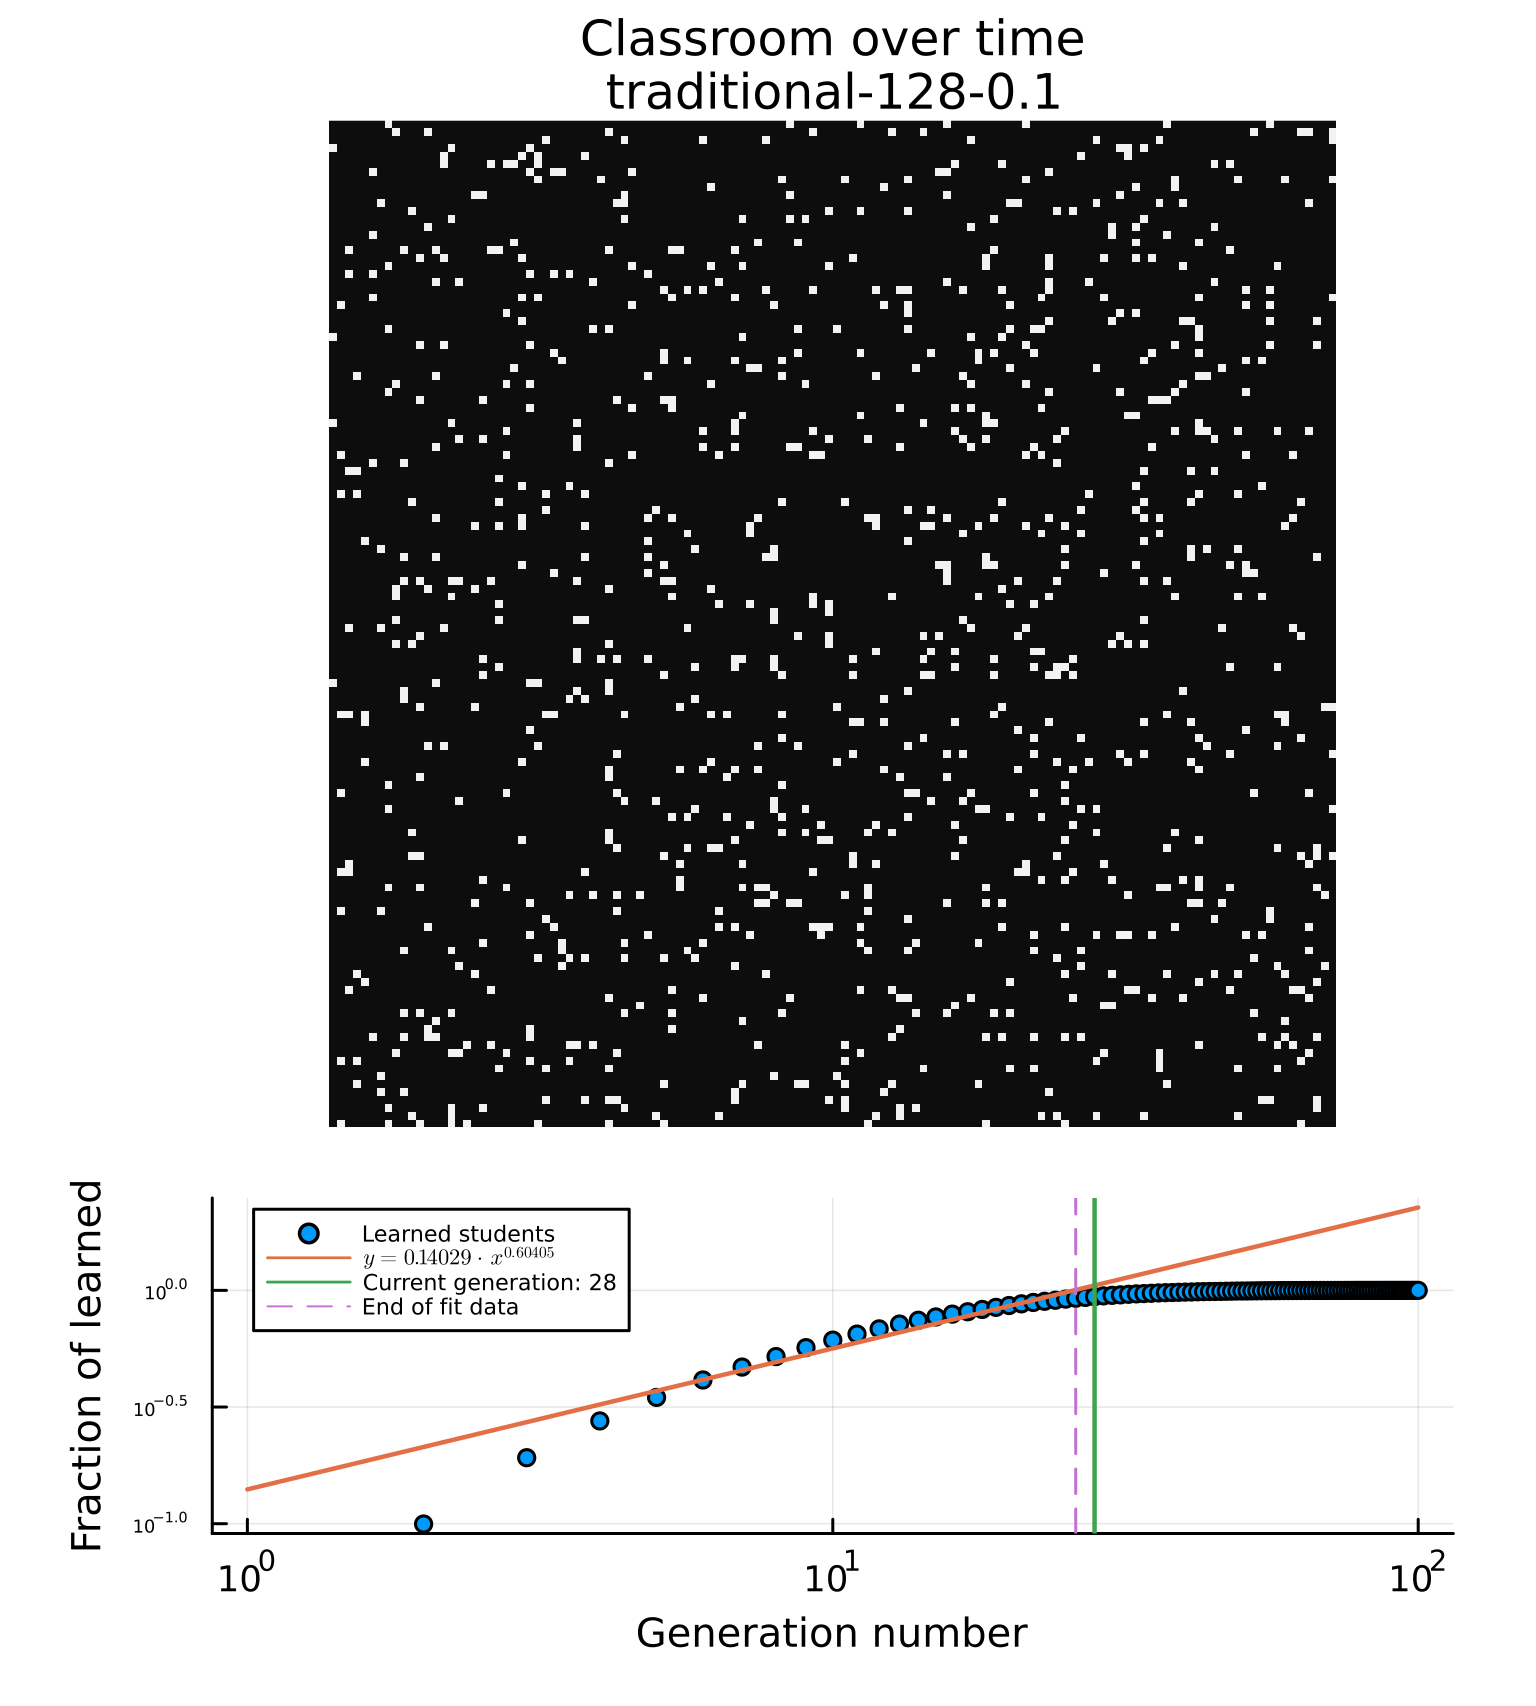 Classroom over time
traditional-128-0.1
Fraction of learned
Learned students
y = 0.14029 · x^0.60405
Current generation: 28
End of fit data
10^0.0
10^−0.5
10^−1.0
10^0 10^1 10^2
Generation number